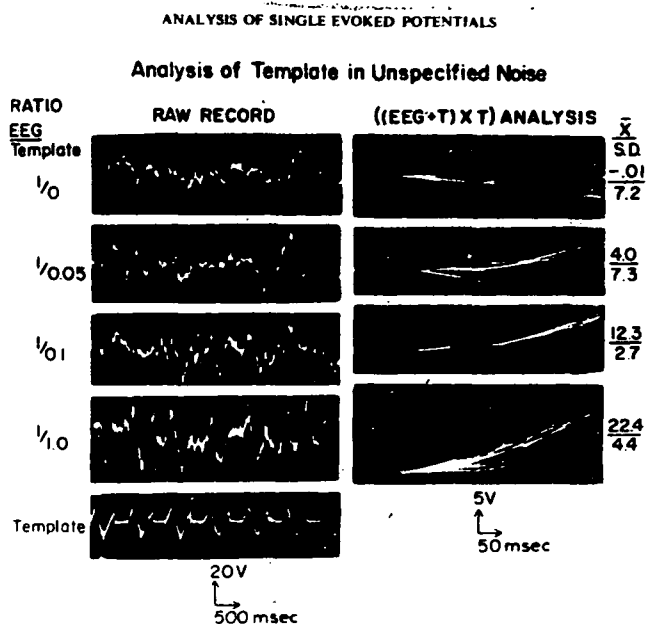 ANALYSIS OF SINGLE EVOKED POTENTIALS
Analysis of Template in Unspecified Noise
RATIO
EEG
Template
RAW RECORD
((EEG+T) X T) ANALYSIS
X̄
S.D.
1/0
-.01
7.2
1/0.05
4.0
7.3
1/01
12.3
2.7
1/1.0
22.4
4.4
Template
20V
500 msec
5V
50 msec